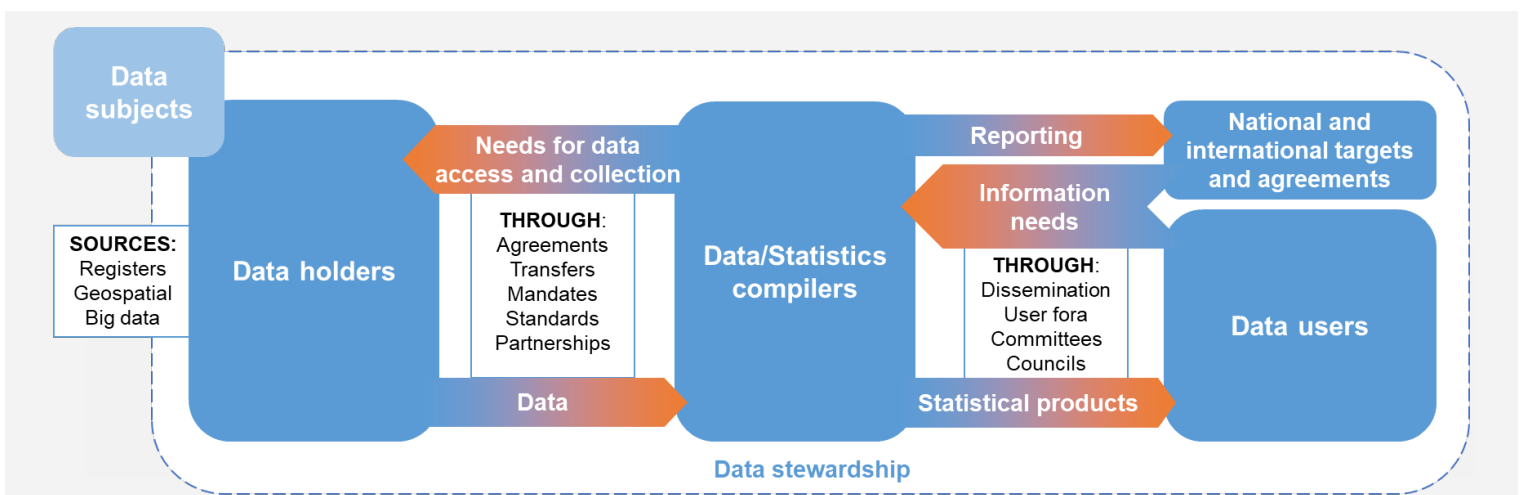 Data
subjects
SOURCES:
Registers
Geospatial
Big data
Data holders
Needs for data
access and collection
THROUGH:
Agreements
Transfers
Mandates
Standards
Partnerships
Data
Data/Statistics
compilers
Reporting
Information
needs
THROUGH:
Dissemination
User fora
Committees
Councils
Statistical products
National and
international targets
and agreements
Data users
Data stewardship